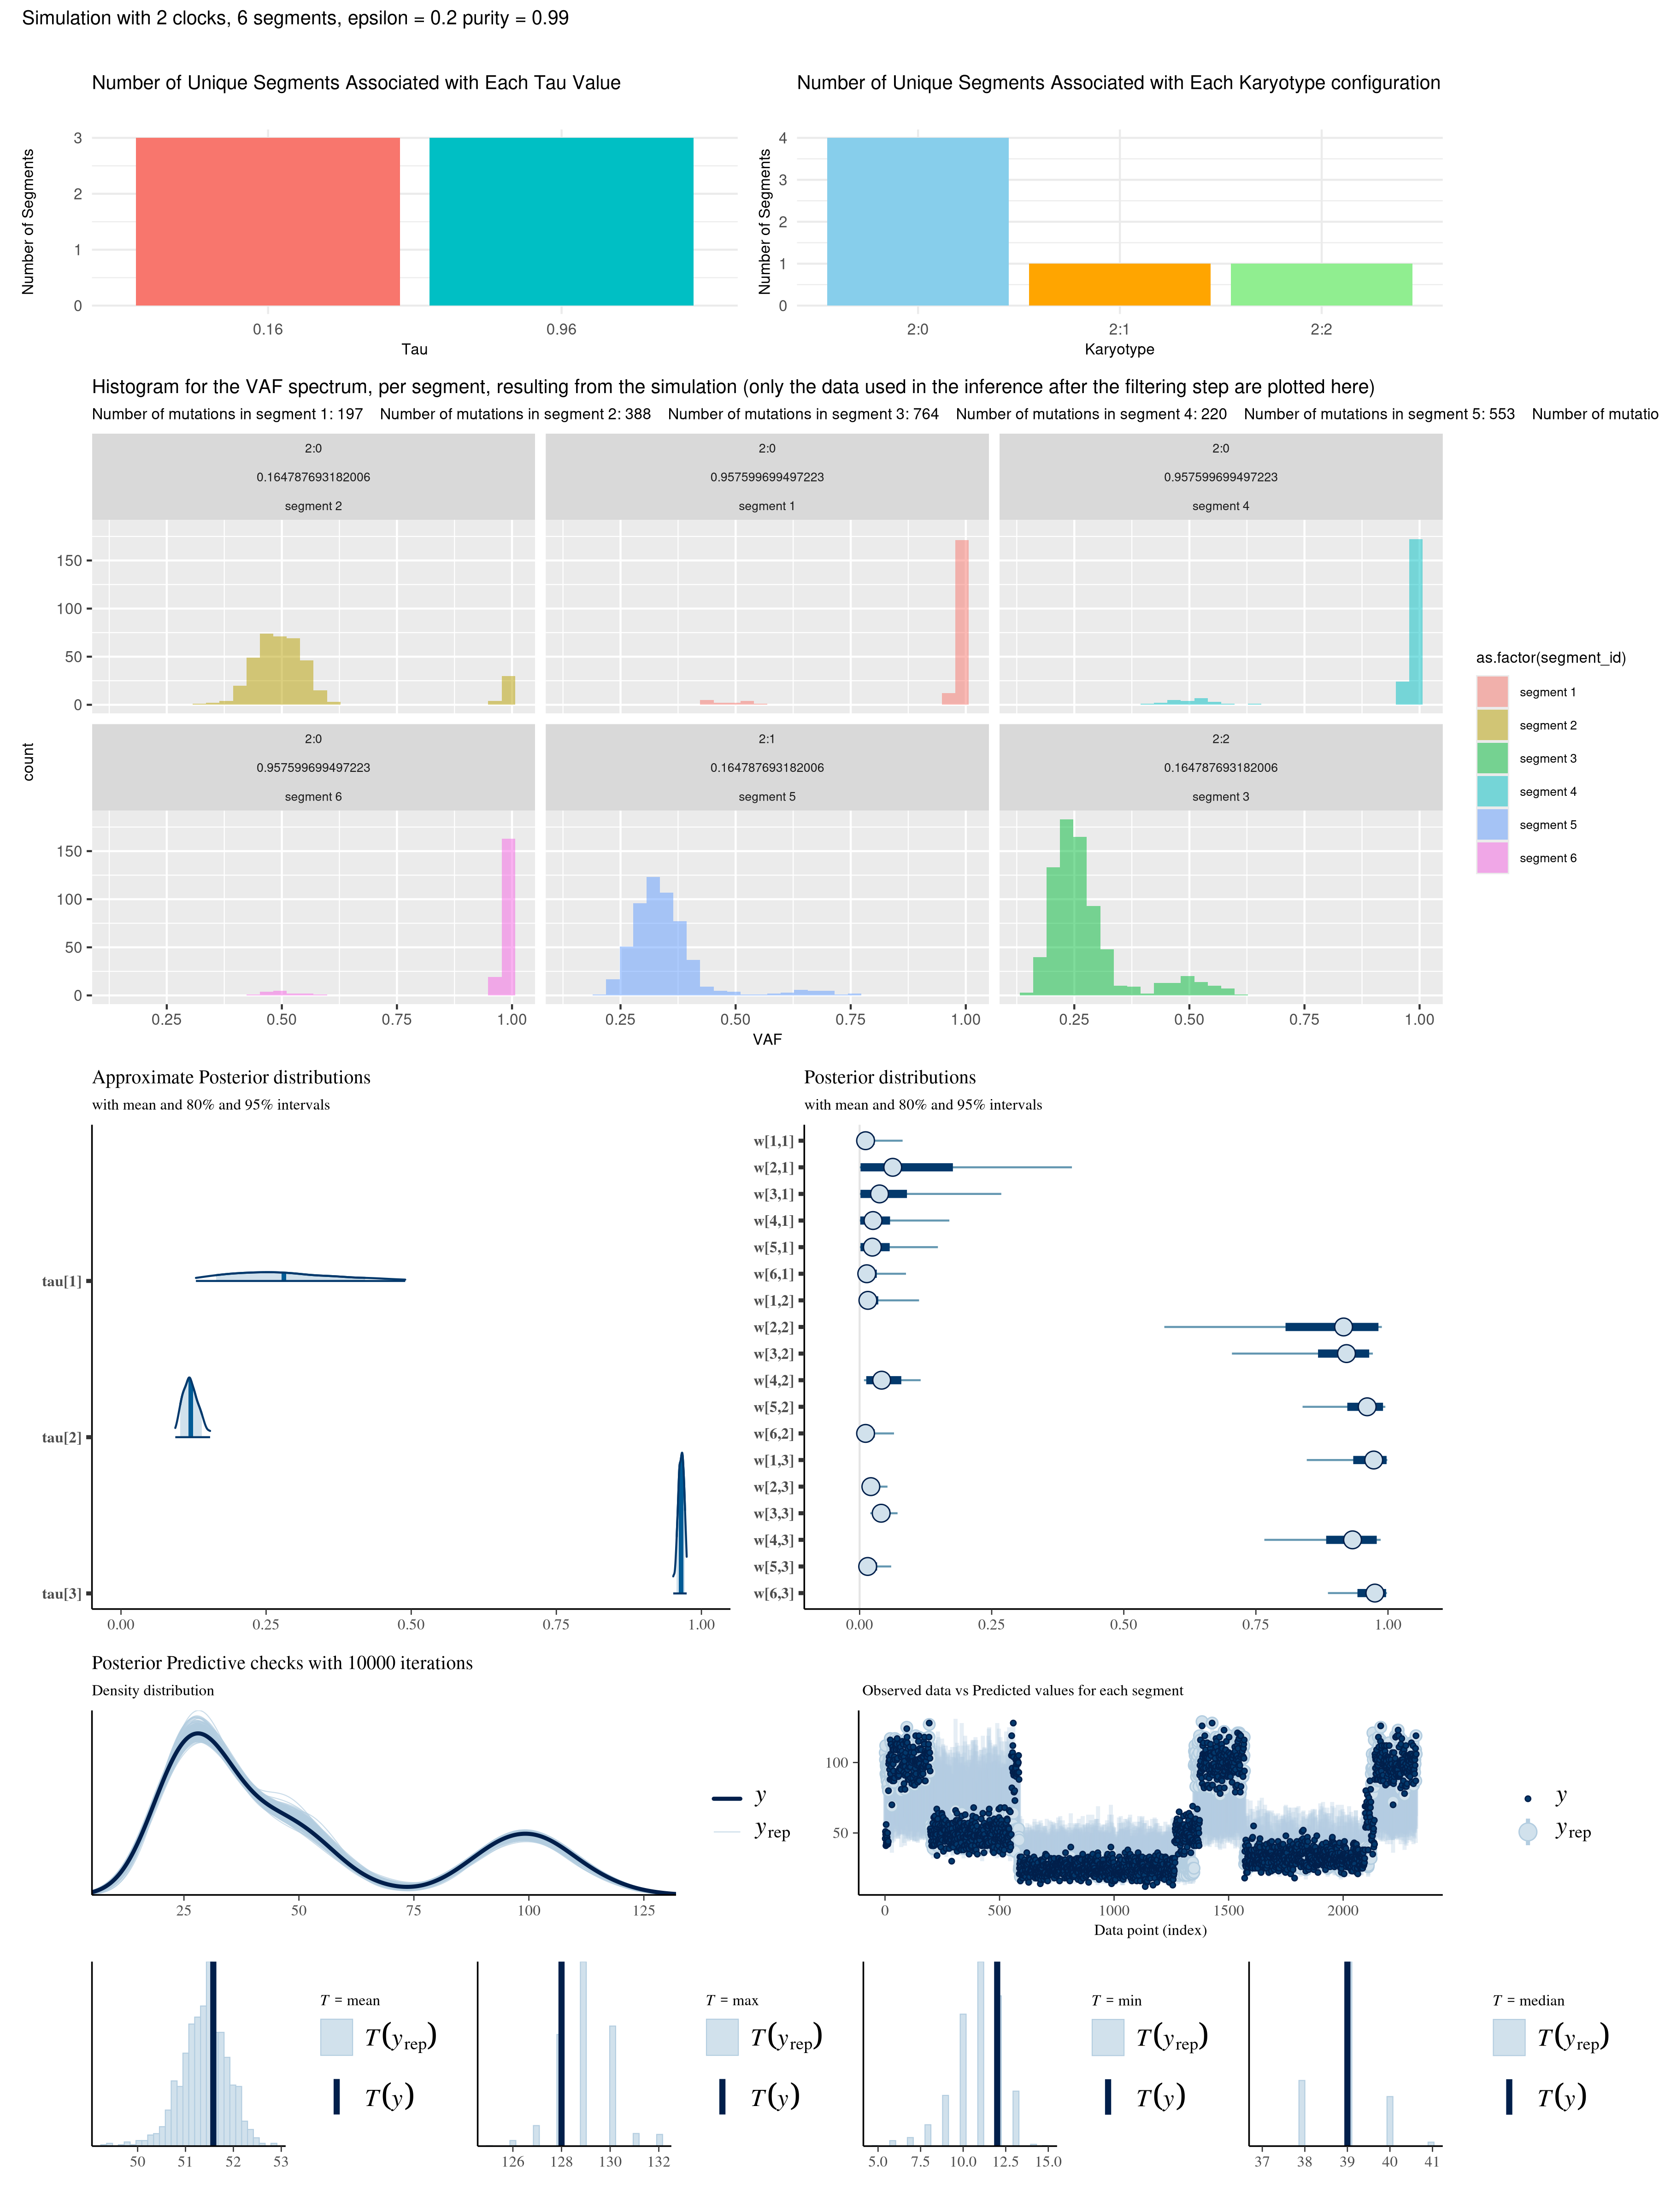 Simulation with 2 clocks, 6 segments, epsilon = 0.2 purity = 0.99
Number of Unique Segments Associated with Each Tau Value
Number of Segments
3
2
1
0
0.16
0.96
Tau
Number of Unique Segments Associated with Each Karyotype configuration
Number of Segments
4
3
2
1
0
2:0
2:1
2:2
Karyotype
Histogram for the VAF spectrum, per segment, resulting from the simulation (only the data used in the inference after the filtering step are plotted here)
Number of mutations in segment 1: 197 Number of mutations in segment 2: 388 Number of mutations in segment 3: 764 Number of mutations in segment 4: 220 Number of mutations in segment 5: 553 Number of mutatio
2:0
0.164787693182006
segment 2
2:0
0.957599699497223
segment 1
2:0
0.957599699497223
segment 4
150
100
50
0
2:0
0.957599699497223
segment 6
2:1
0.164787693182006
segment 5
2:2
0.164787693182006
segment 3
150
100
50
0
count
0.25 0.50 0.75 1.00
0.25 0.50 0.75 1.00
0.25 0.50 0.75 1.00
VAF
as.factor(segment_id)
segment 1
segment 2
segment 3
segment 4
segment 5
segment 6
Approximate Posterior distributions
with mean and 80% and 95% intervals
tau[1]
tau[2]
tau[3]
0.00 0.25 0.50 0.75 1.00
Posterior distributions
with mean and 80% and 95% intervals
w[1,1]
w[2,1]
w[3,1]
w[4,1]
w[5,1]
w[6,1]
w[1,2]
w[2,2]
w[3,2]
w[4,2]
w[5,2]
w[6,2]
w[1,3]
w[2,3]
w[3,3]
w[4,3]
w[5,3]
w[6,3]
0.00 0.25 0.50 0.75 1.00
Posterior Predictive checks with 10000 iterations
Density distribution
25 50 75 100 125
y
yrep
Observed data vs Predicted values for each segment
100
50
0 500 1000 1500 2000
Data point (index)
y
yrep
50 51 52 53
T = mean
T(yrep)
T(y)
126 128 130 132
T = max
T(yrep)
T(y)
5.0 7.5 10.0 12.5 15.0
T = min
T(yrep)
T(y)
37 38 39 40 41
T = median
T(yrep)
T(y)